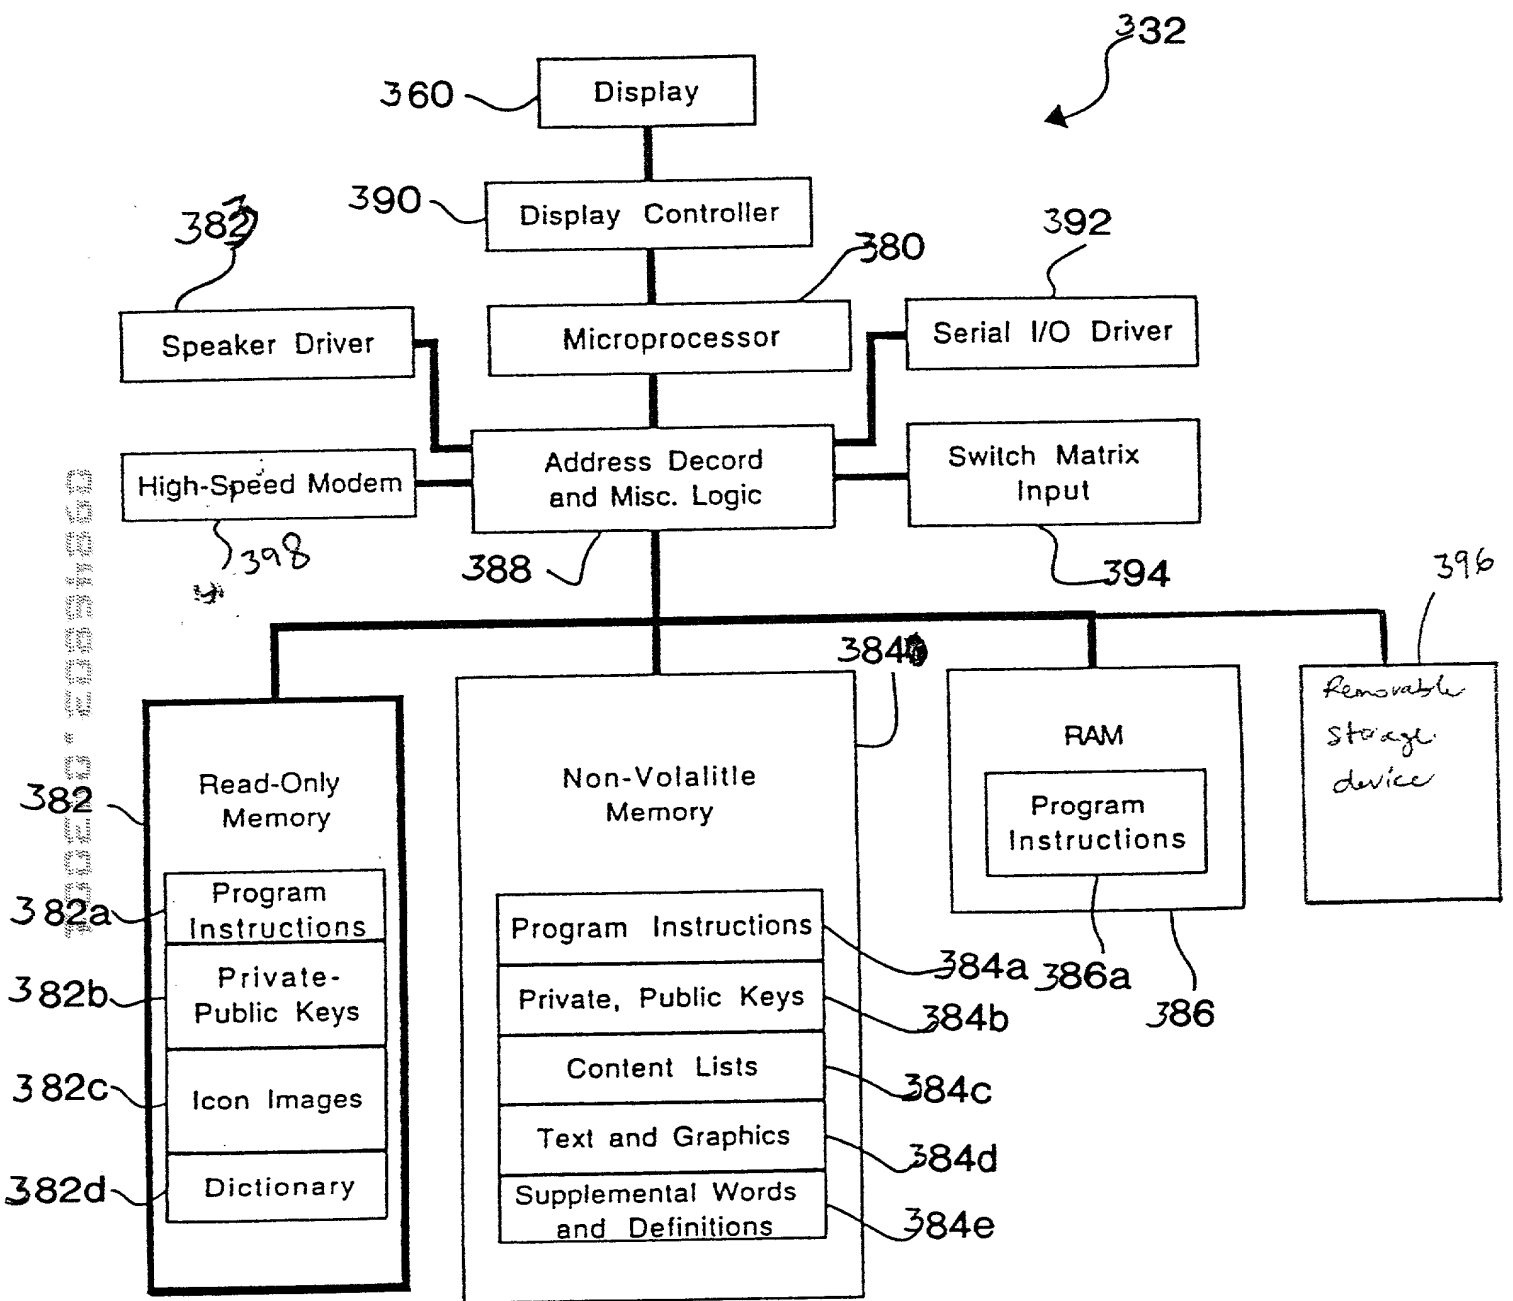 332
360
Display
390
Display Controller
380
392
Speaker Driver
Microprocessor
Serial I/O Driver
High-Speed Modem
Address Decord
and Misc. Logic
Switch Matrix
Input
398
388
394
396
384
382
Read-Only
Memory
Non-Volalitle
Memory
RAM
Program
Instructions
Removable
storage
device
382a
Program
Instructions
382b
Private-
Public Keys
382c
Icon Images
382d
Dictionary
Program Instructions
384a
Private, Public Keys
384b
Content Lists
384c
Text and Graphics
384d
Supplemental Words
and Definitions
384e
386a
386